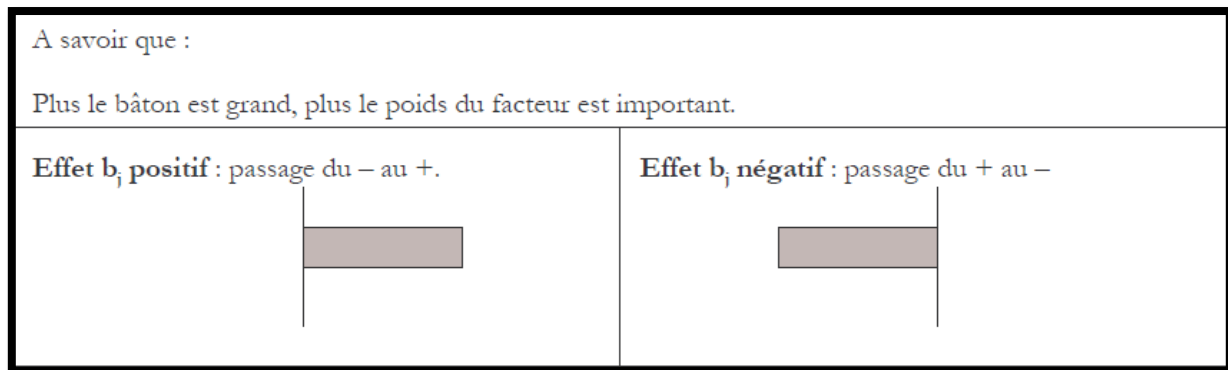 A savoir que :
Plus le bâton est grand, plus le poids du facteur est important.
Effet bj positif : passage du – au +.
Effet bj négatif : passage du + au –